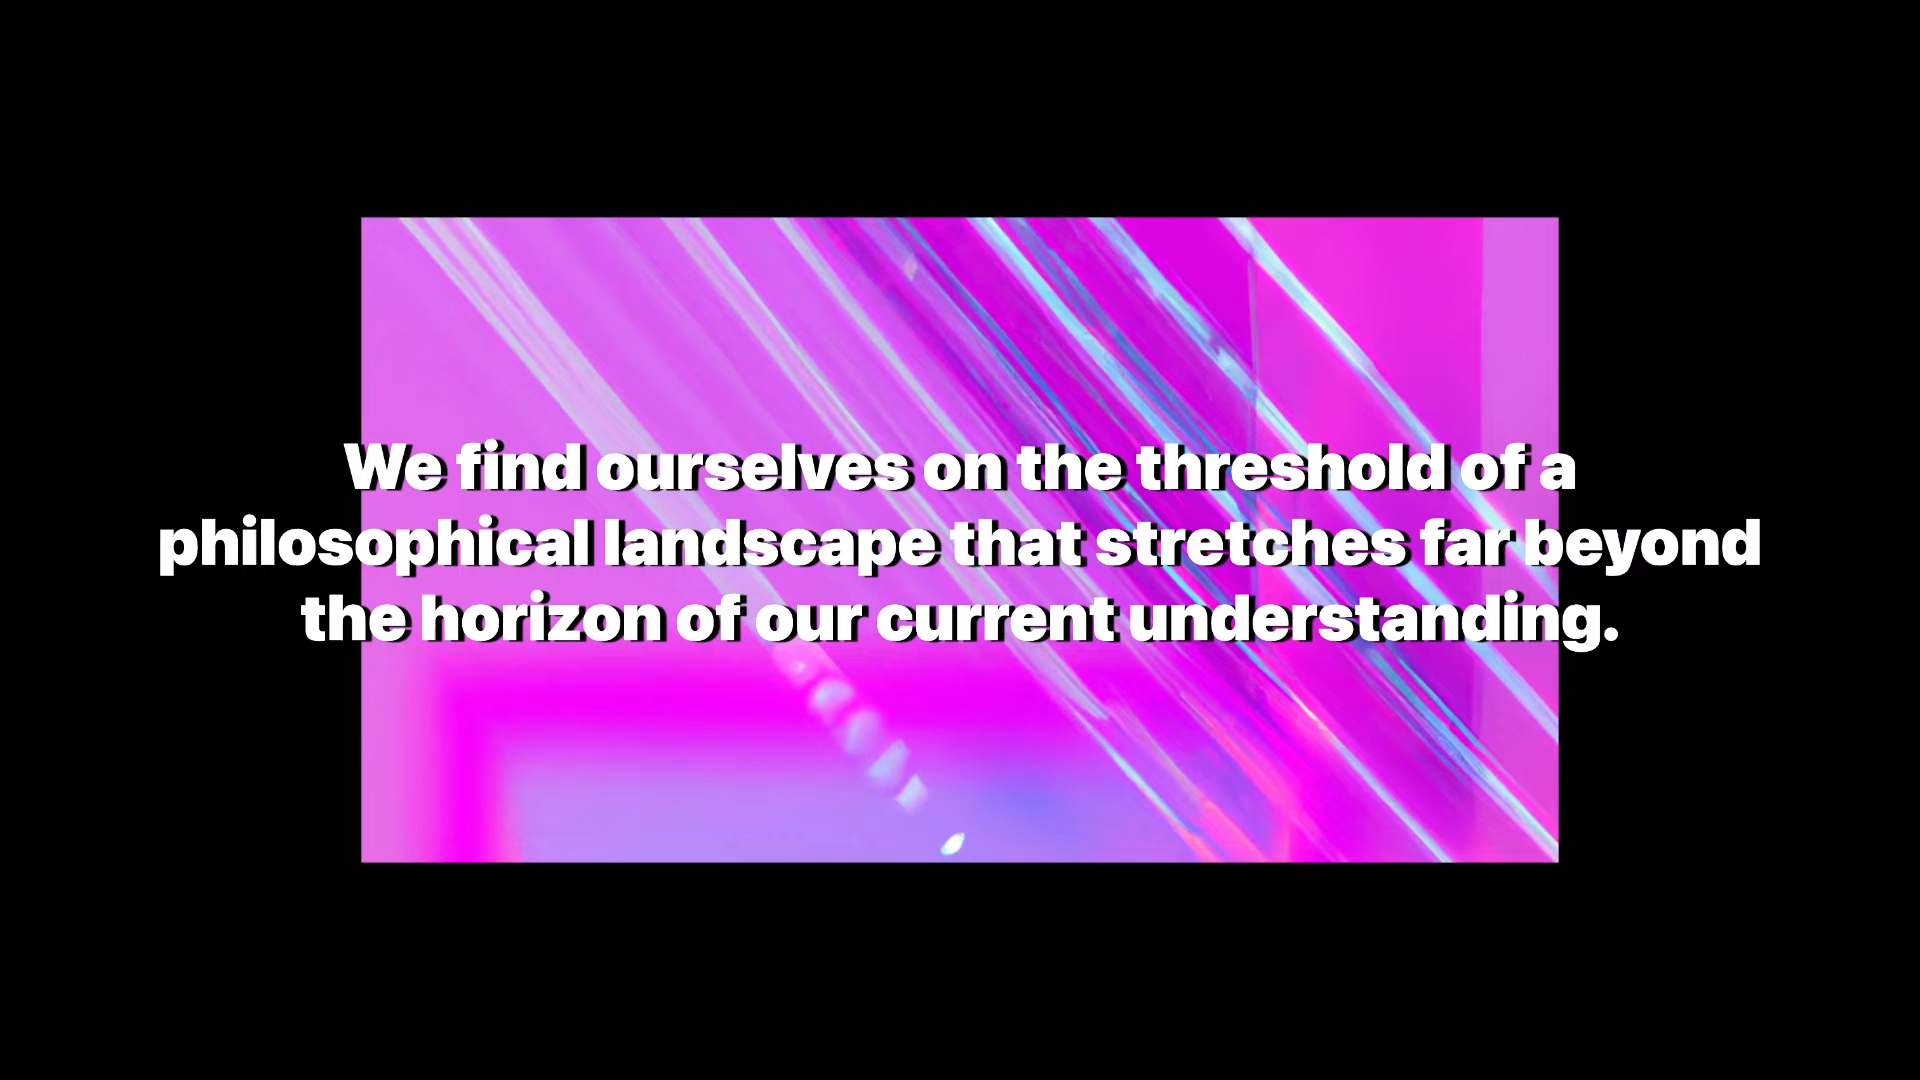 We find ourselves on the threshold of a
philosophical landscape that stretches far beyond
the horizon of our current understanding.